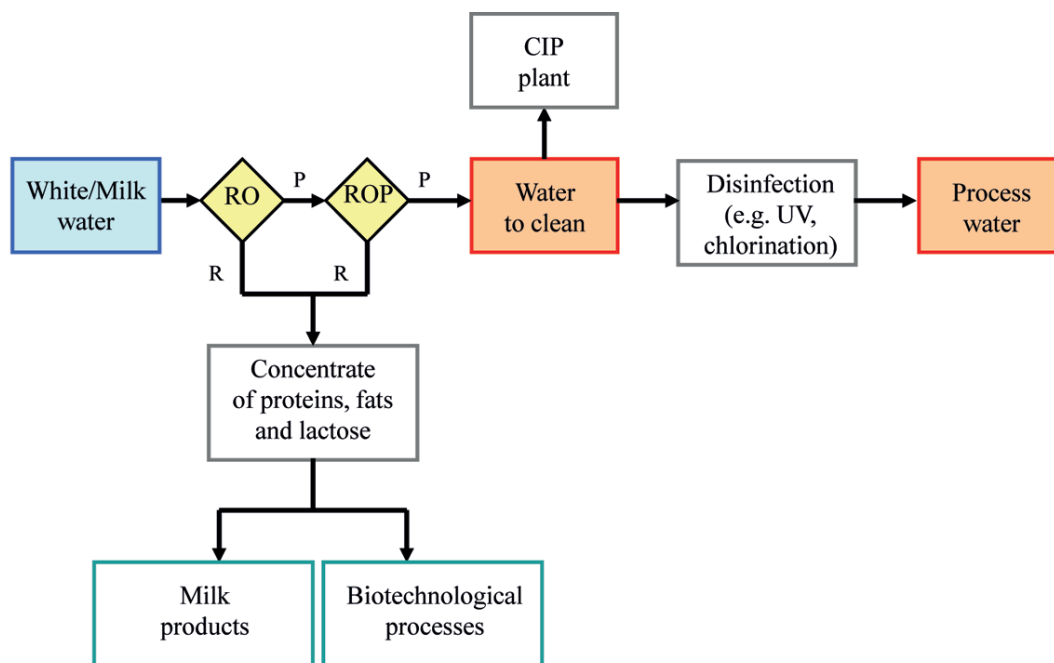 CIP
plant
White/Milk
water
RO
P
ROP
P
Water
to clean
Disinfection
(e.g. UV,
chlorination)
Process
water
R
R
Concentrate
of proteins, fats
and lactose
Milk
products
Biotechnological
processes